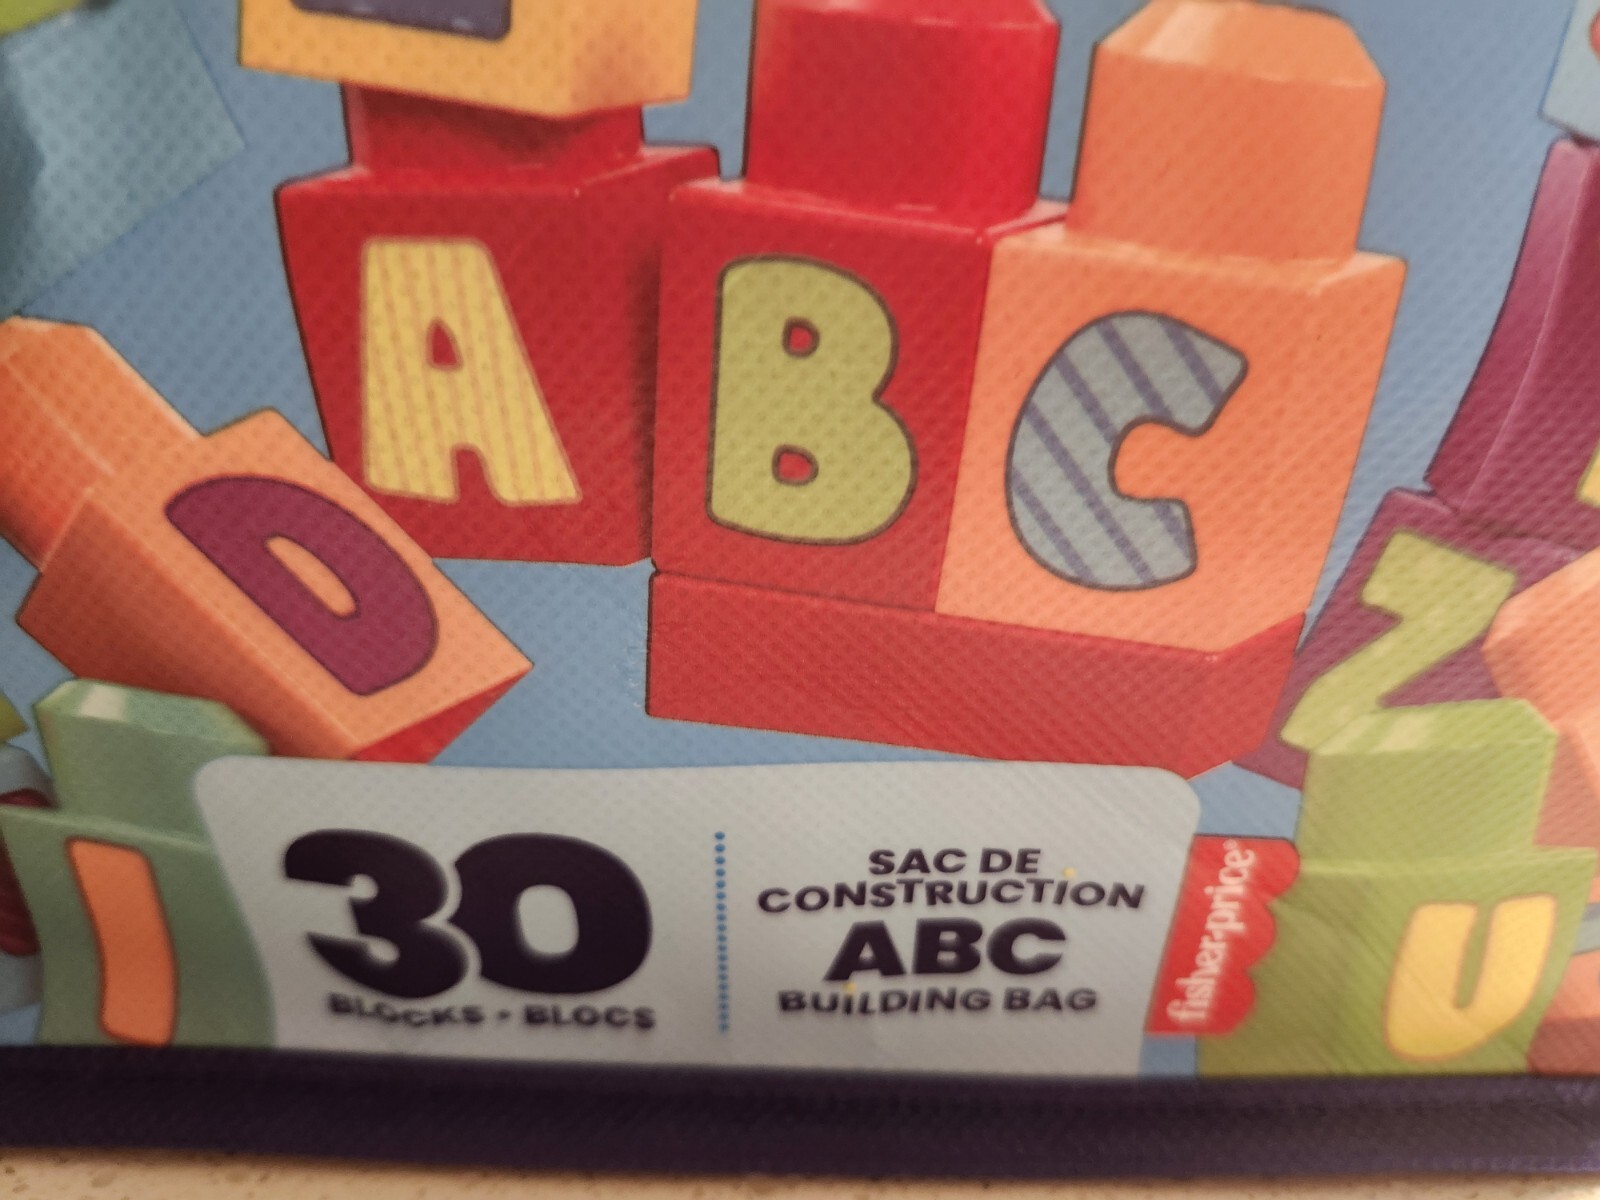 A
B
C
D
Z
I
U
30
BLOCKS • BLOCS
SAC DE
CONSTRUCTION
ABC
BUILDING BAG
fisher-price®